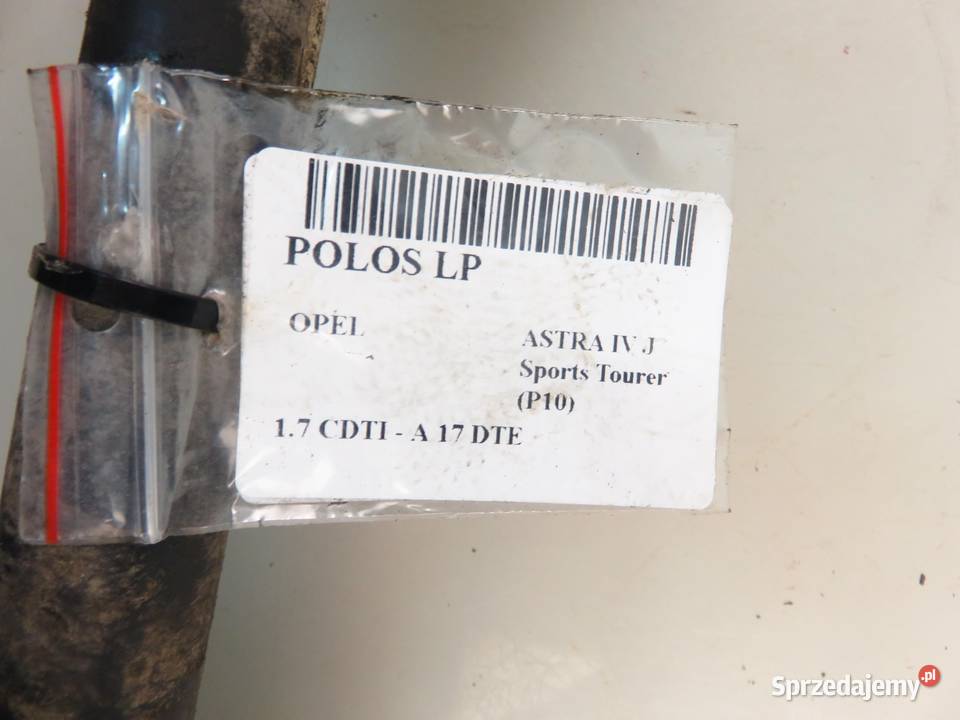 POLOS LP
OPEL
ASTRA IV J
Sports Tourer
(P10)
1.7 CDTI - A 17 DTE
Sprzedajemy.pl